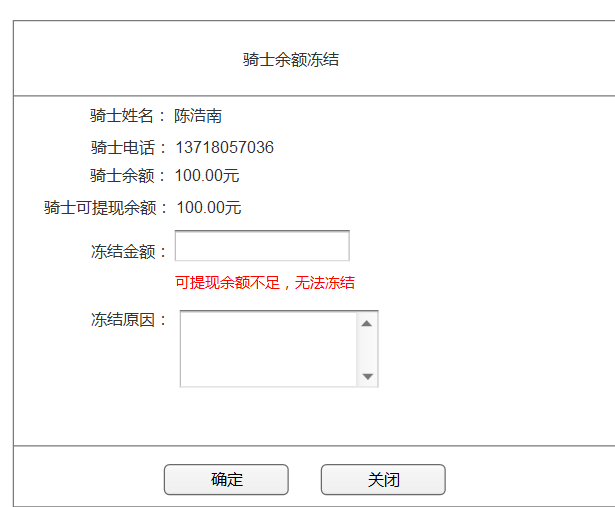 骑士余额冻结
骑士姓名： 陈浩南
骑士电话： 13718057036
骑士余额： 100.00元
骑士可提现余额： 100.00元
冻结金额：
可提现余额不足，无法冻结
冻结原因：
确定 关闭